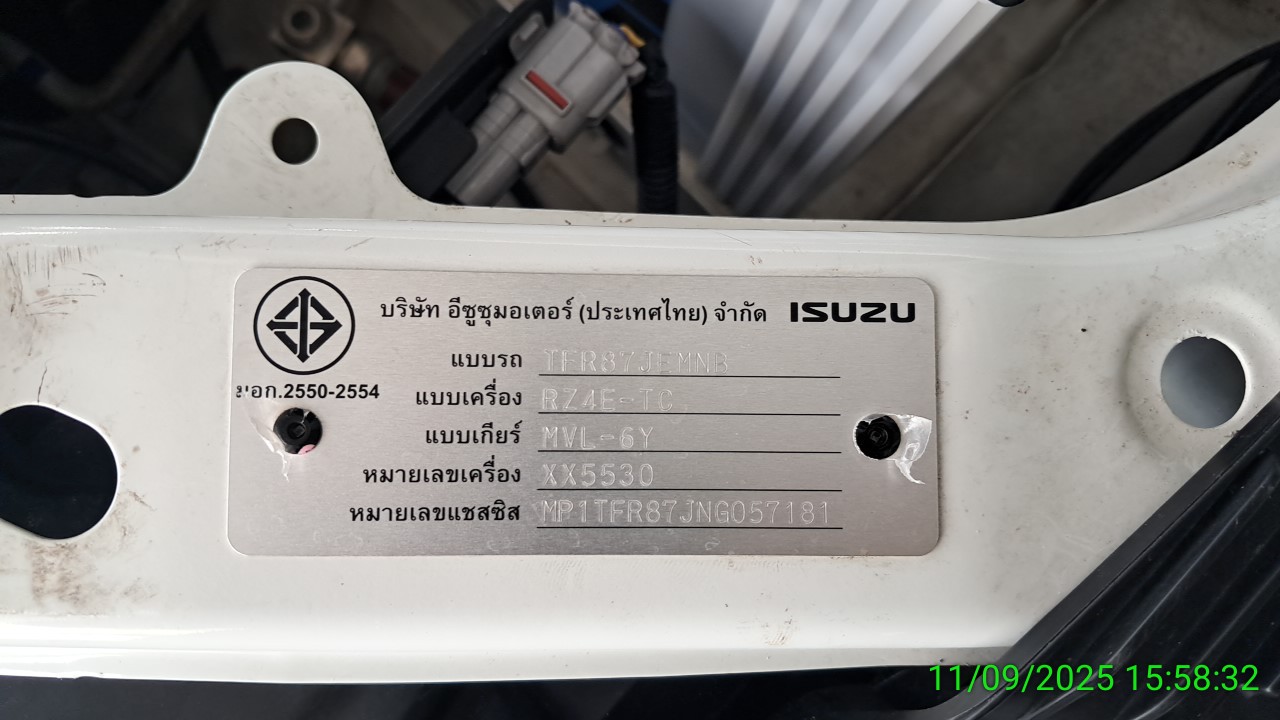 บริษัท อีซูซุมอเตอร์ (ประเทศไทย) จำกัด ISUZU
มอก.2550-2554
แบบรถ TFR87JEMNB
แบบเครื่อง RZ4E-TC
แบบเกียร์ MVL-6Y
หมายเลขเครื่อง XX5530
หมายเลขแชสซิส MP1TFR87JNG057181
11/09/2025 15:58:32